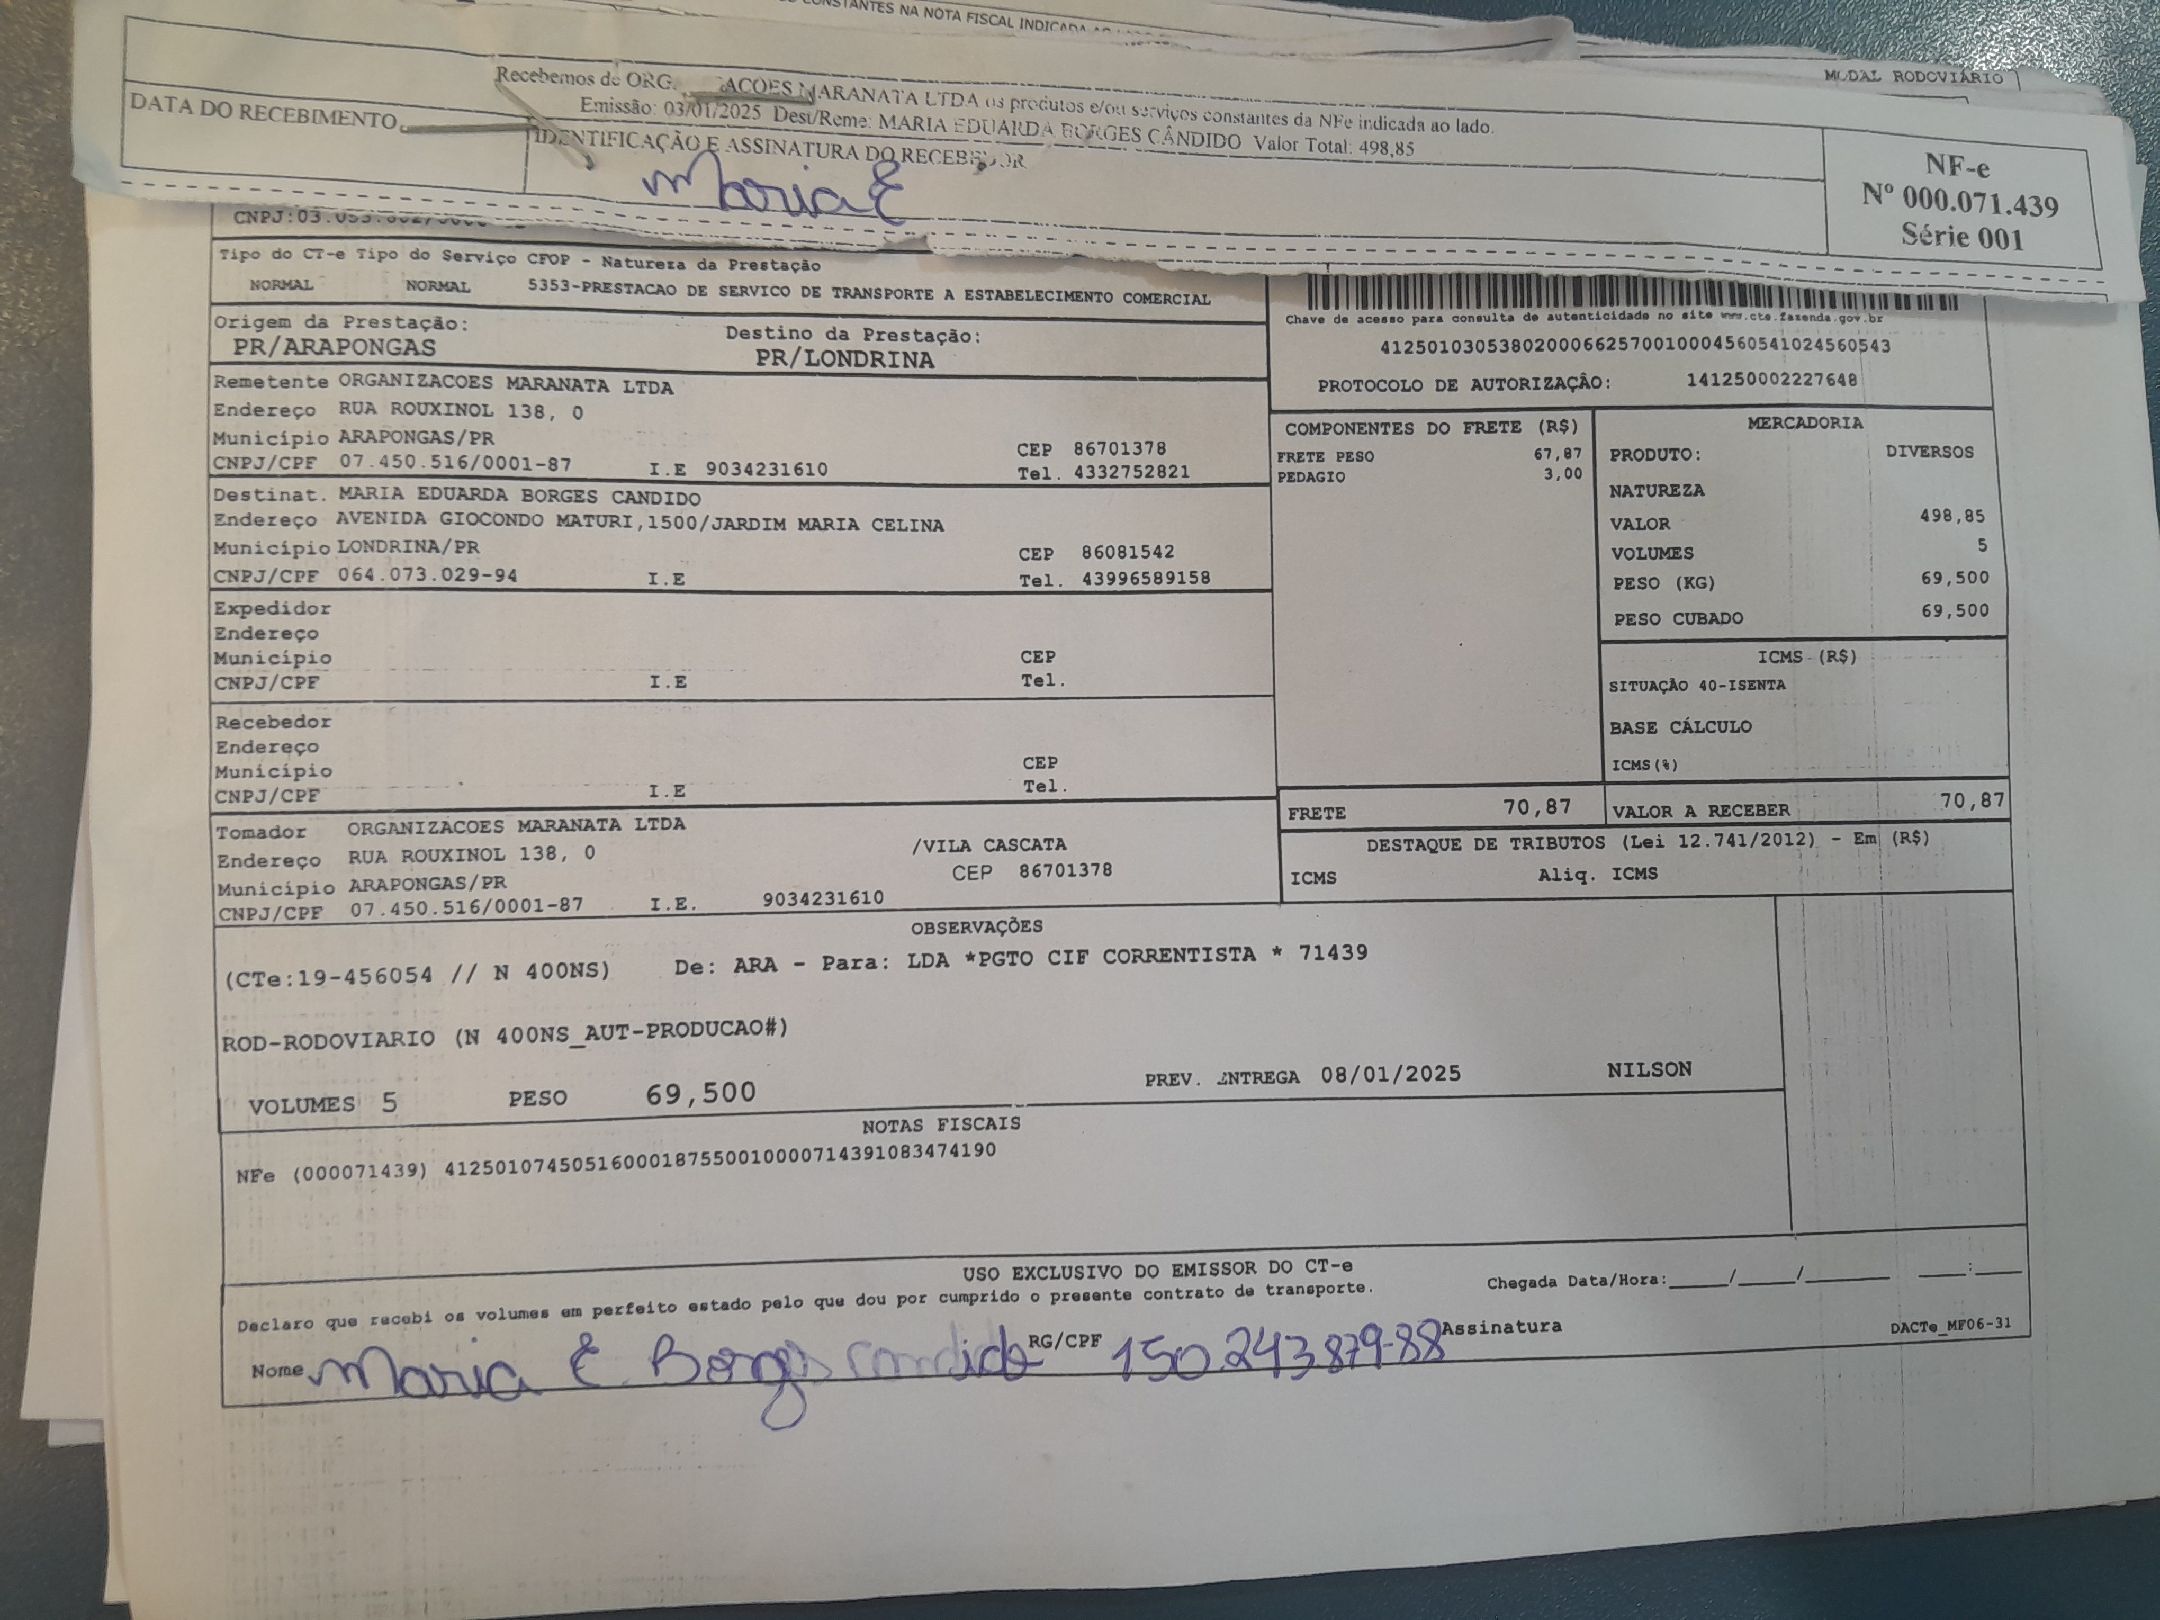 CONSTANTES NA NOTA FISCAL INDICADA
MODAL RODOVIÁRIO
Recebemos de ORG. ACOES MARANATA LTDA os produtos e/ou serviços constantes da NFe indicada ao lado.
Emissão: 03/01/2025 Dest/Reme: MARIA EDUARDA BORGES CÂNDIDO Valor Total: 498,85
DATA DO RECEBIMENTO
IDENTIFICAÇÃO E ASSINATURA DO RECEBEDOR
Maria E
NF-e
Nº 000.071.439
Série 001
CNPJ:03.053.802/
Tipo do CT-e Tipo do Serviço CFOP - Natureza da Prestação
NORMAL NORMAL 5353-PRESTACAO DE SERVICO DE TRANSPORTE A ESTABELECIMENTO COMERCIAL
Chave de acesso para consulta de autenticidade no site www.cte.fazenda.gov.br
41250103053802000662570010004560541024560543
PROTOCOLO DE AUTORIZAÇÃO: 141250002227648
Origem da Prestação: Destino da Prestação:
PR/ARAPONGAS PR/LONDRINA
Remetente ORGANIZACOES MARANATA LTDA
Endereço RUA ROUXINOL 138, 0
Município ARAPONGAS/PR CEP 86701378
CNPJ/CPF 07.450.516/0001-87 I.E 9034231610 Tel. 4332752821
Destinat. MARIA EDUARDA BORGES CANDIDO
Endereço AVENIDA GIOCONDO MATURI,1500/JARDIM MARIA CELINA
Município LONDRINA/PR CEP 86081542
CNPJ/CPF 064.073.029-94 I.E Tel. 43996589158
Expedidor
Endereço
Município CEP
CNPJ/CPF I.E Tel.
Recebedor
Endereço
Município CEP
CNPJ/CPF I.E Tel.
Tomador ORGANIZACOES MARANATA LTDA
Endereço RUA ROUXINOL 138, 0 /VILA CASCATA
Município ARAPONGAS/PR CEP 86701378
CNPJ/CPF 07.450.516/0001-87 I.E. 9034231610
COMPONENTES DO FRETE (R$)
FRETE PESO 67,87
PEDAGIO 3,00
MERCADORIA
PRODUTO: DIVERSOS
NATUREZA
VALOR 498,85
VOLUMES 5
PESO (KG) 69,500
PESO CUBADO 69,500
ICMS (R$)
SITUAÇÃO 40-ISENTA
BASE CÁLCULO
ICMS(%)
FRETE 70,87 VALOR A RECEBER 70,87
DESTAQUE DE TRIBUTOS (Lei 12.741/2012) - Em (R$)
ICMS Aliq. ICMS
OBSERVAÇÕES
(CTe:19-456054 // N 400NS) De: ARA - Para: LDA *PGTO CIF CORRENTISTA * 71439
ROD-RODOVIARIO (N 400NS_AUT-PRODUCAO#)
VOLUMES 5 PESO 69,500 PREV. ENTREGA 08/01/2025 NILSON
NOTAS FISCAIS
NFe (000071439) 41250107450516000187550010000714391083474190
USO EXCLUSIVO DO EMISSOR DO CT-e
Declaro que recebi os volumes em perfeito estado pelo que dou por cumprido o presente contrato de transporte. Chegada Data/Hora:____/____/______ ___:___
Nome Maria E. Borges candido RG/CPF 150.243.879-88 Assinatura DACTe_MF06-31